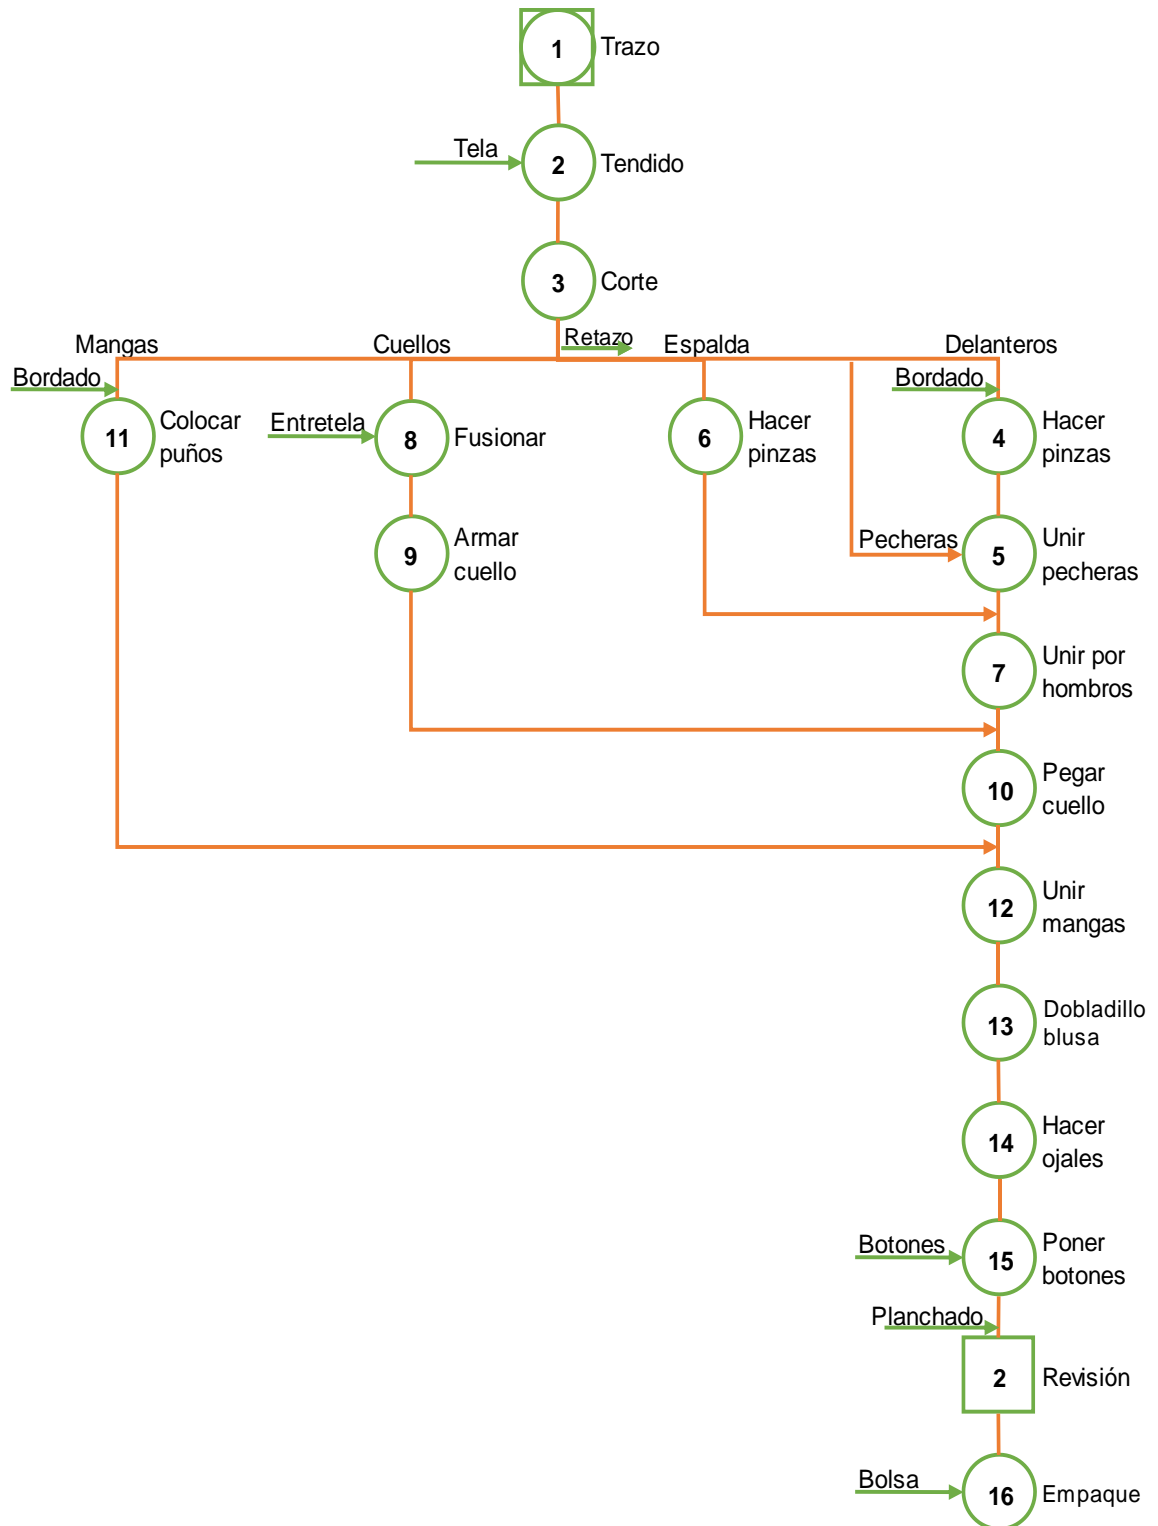 1 Trazo
Tela
2 Tendido
3 Corte
Retazo
Mangas
Cuellos
Espalda
Delanteros
Bordado
Bordado
11 Colocar
puños
Entretela
8 Fusionar
6 Hacer
pinzas
4 Hacer
pinzas
9 Armar
cuello
Pecheras
5 Unir
pecheras
7 Unir por
hombros
10 Pegar
cuello
12 Unir
mangas
13 Dobladillo
blusa
14 Hacer
ojales
Botones
15 Poner
botones
Planchado
2 Revisión
Bolsa
16 Empaque